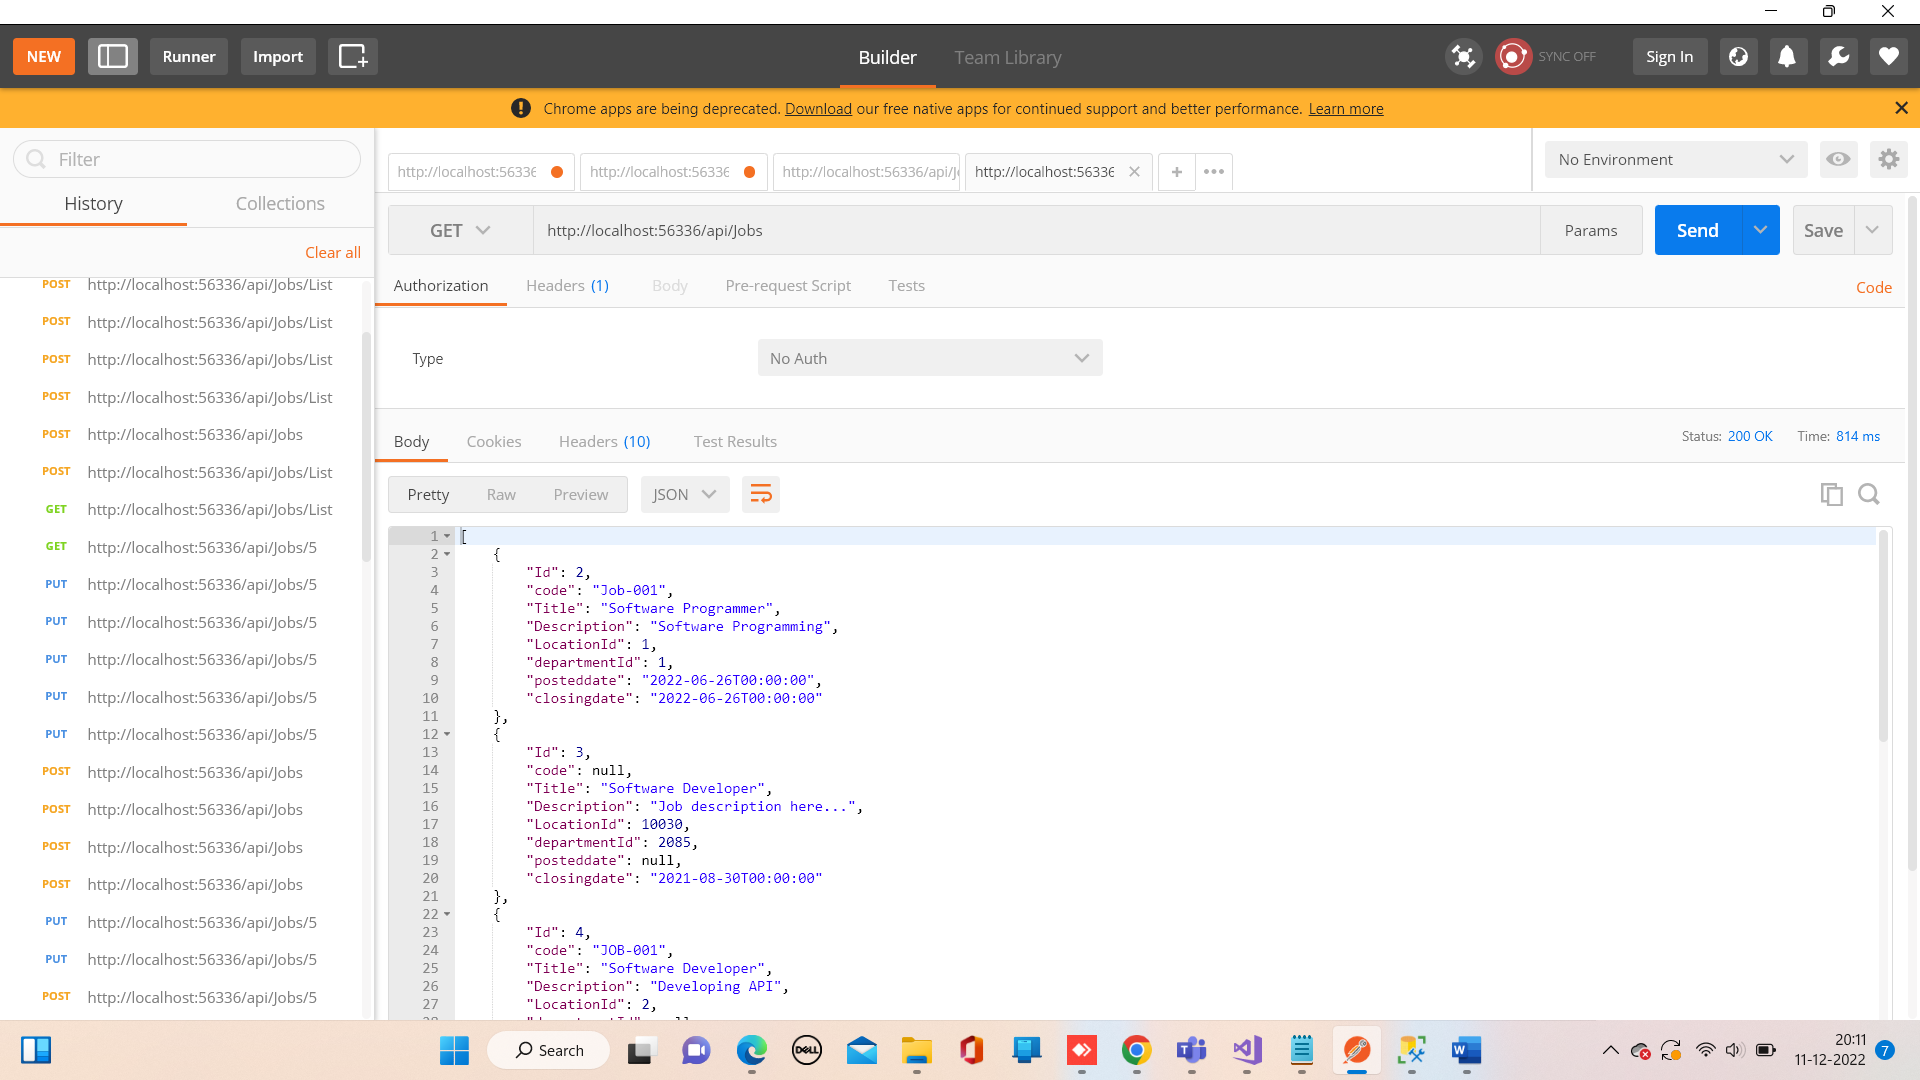 NEW
Runner
Import
Builder
Team Library
SYNC OFF
Sign In
Chrome apps are being deprecated. Download our free native apps for continued support and better performance. Learn more
Filter
History
Collections
Clear all
POST http://localhost:56336/api/Jobs/List
POST http://localhost:56336/api/Jobs/List
POST http://localhost:56336/api/Jobs/List
POST http://localhost:56336/api/Jobs/List
POST http://localhost:56336/api/Jobs
POST http://localhost:56336/api/Jobs/List
GET http://localhost:56336/api/Jobs/List
GET http://localhost:56336/api/Jobs/5
PUT http://localhost:56336/api/Jobs/5
PUT http://localhost:56336/api/Jobs/5
PUT http://localhost:56336/api/Jobs/5
PUT http://localhost:56336/api/Jobs/5
PUT http://localhost:56336/api/Jobs/5
POST http://localhost:56336/api/Jobs
POST http://localhost:56336/api/Jobs
POST http://localhost:56336/api/Jobs
POST http://localhost:56336/api/Jobs
PUT http://localhost:56336/api/Jobs/5
PUT http://localhost:56336/api/Jobs/5
POST http://localhost:56336/api/Jobs/5
http://localhost:5633
http://localhost:5633
http://localhost:56336/api/
http://localhost:5633
No Environment
GET
http://localhost:56336/api/Jobs
Params
Send
Save
Authorization
Headers (1)
Body
Pre-request Script
Tests
Code
Type
No Auth
Body
Cookies
Headers (10)
Test Results
Status: 200 OK
Time: 814 ms
Pretty
Raw
Preview
JSON
1 [
2 {
3 "Id": 2,
4 "code": "Job-001",
5 "Title": "Software Programmer",
6 "Description": "Software Programming",
7 "LocationId": 1,
8 "departmentId": 1,
9 "posteddate": "2022-06-26T00:00:00",
10 "closingdate": "2022-06-26T00:00:00"
11 },
12 {
13 "Id": 3,
14 "code": null,
15 "Title": "Software Developer",
16 "Description": "Job description here...",
17 "LocationId": 10030,
18 "departmentId": 2085,
19 "posteddate": null,
20 "closingdate": "2021-08-30T00:00:00"
21 },
22 {
23 "Id": 4,
24 "code": "JOB-001",
25 "Title": "Software Developer",
26 "Description": "Developing API",
27 "LocationId": 2,
Search
DELL
20:11
11-12-2022
7